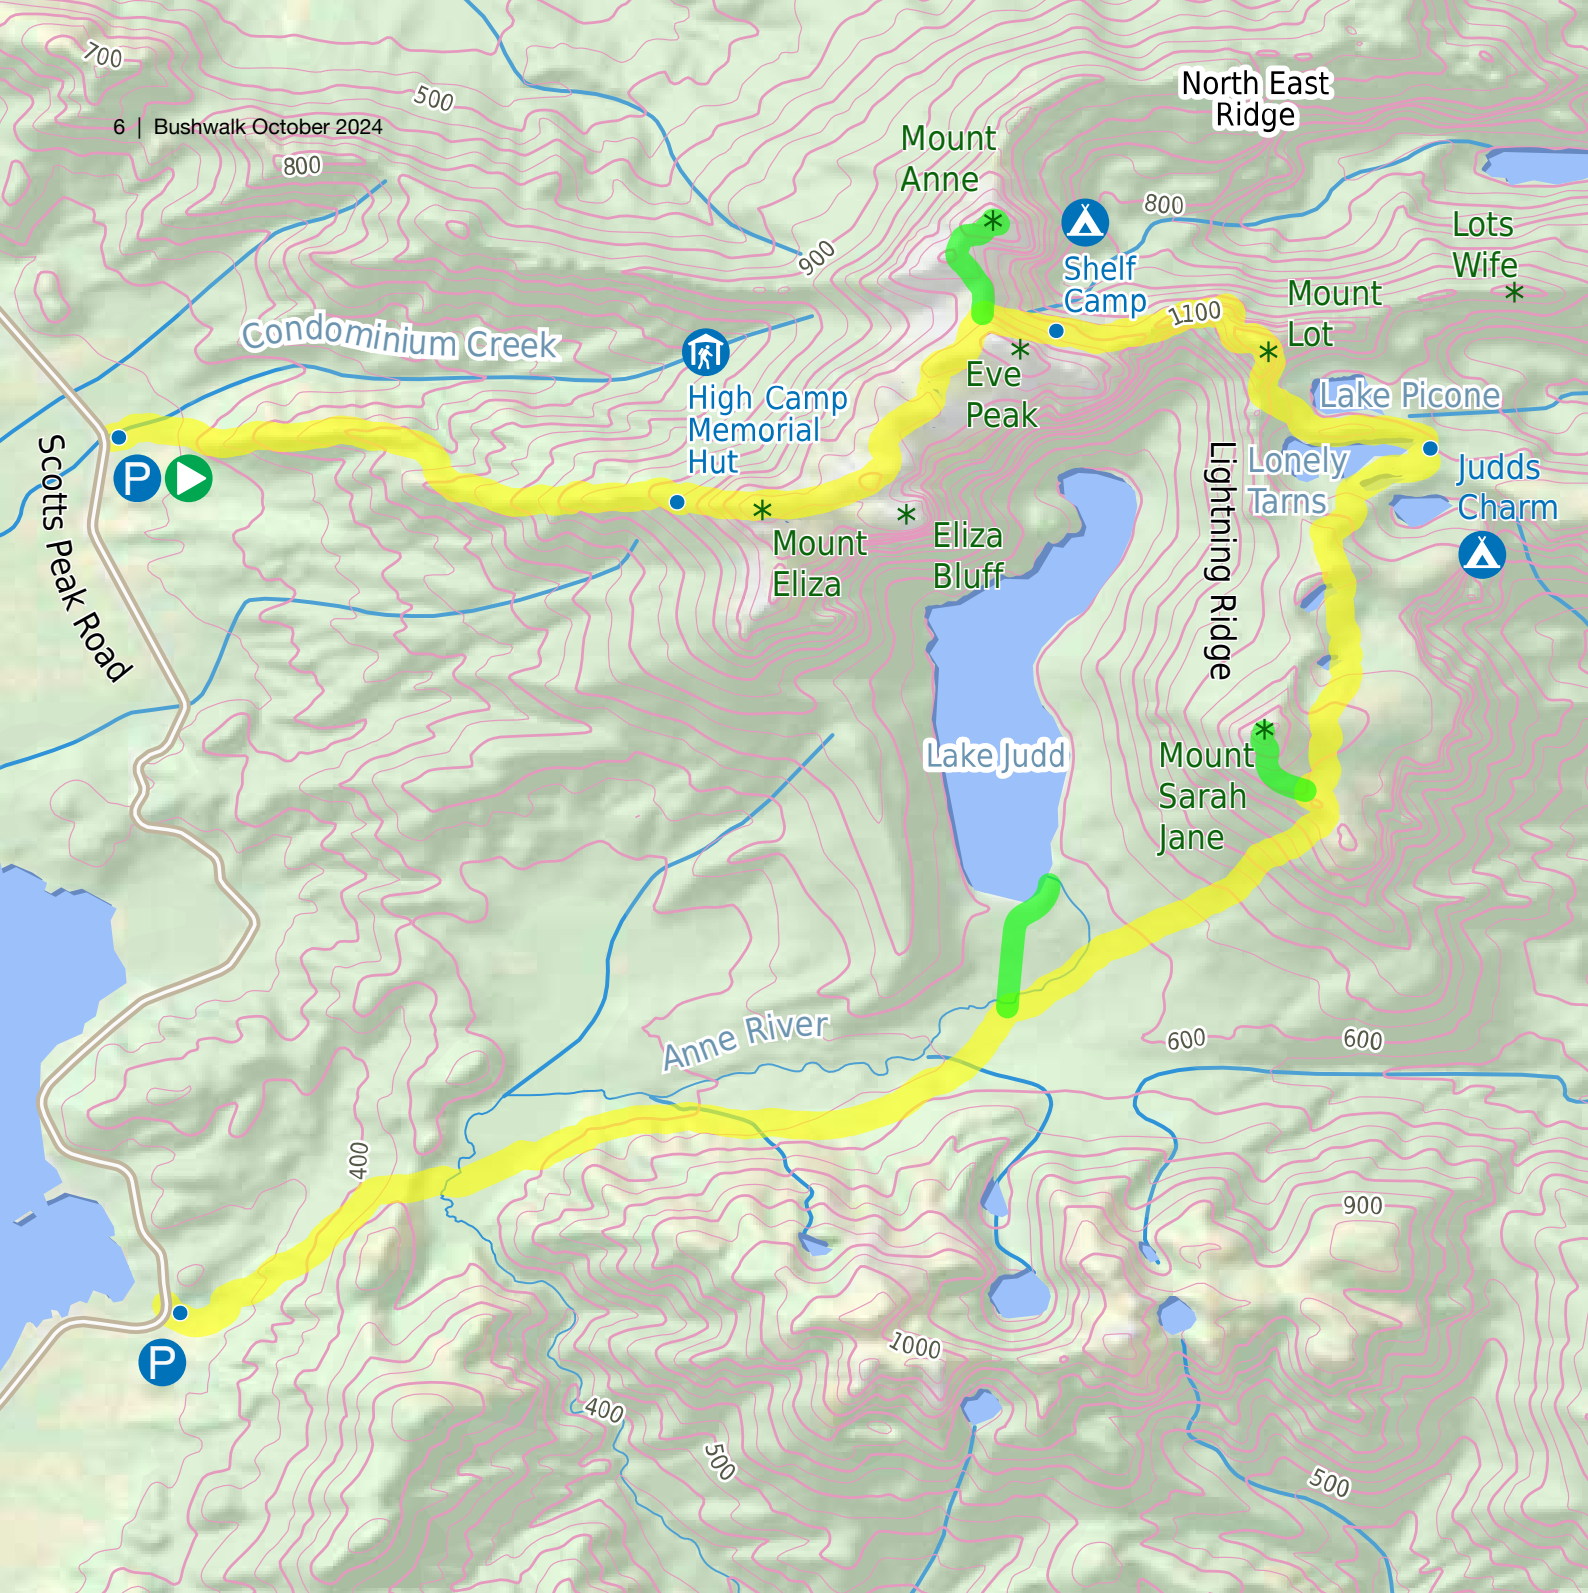 700
500
6 | Bushwalk October 2024
800
North East
Ridge
Mount
Anne
800
Shelf
Camp
Lots
Wife
900
1100
Mount
Lot
Condominium Creek
High Camp
Memorial
Hut
Eve
Peak
Lake Picone
Lonely
Tarns
Judds
Charm
P
Scotts Peak Road
Mount
Eliza
Eliza
Bluff
Lightning Ridge
Lake Judd
Mount
Sarah
Jane
Anne River
600
600
400
900
P
1000
400
500
500